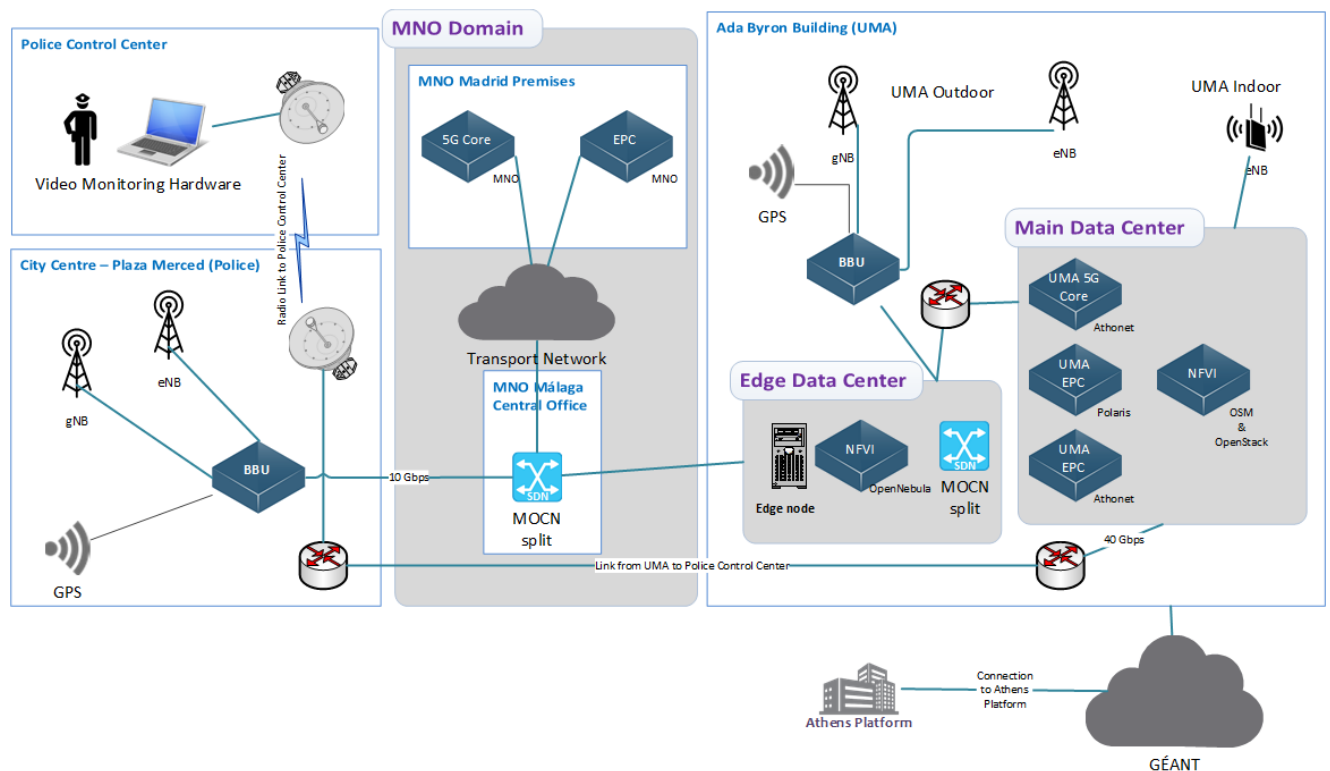 Police Control Center
Video Monitoring Hardware
Radio Link to Police Control Center
City Centre – Plaza Merced (Police)
gNB
eNB
BBU
GPS
MNO Domain
MNO Madrid Premises
5G Core
MNO
EPC
MNO
Transport Network
MNO Málaga
Central Office
10 Gbps
SDN
MOCN
split
Link from UMA to Police Control Center
Ada Byron Building (UMA)
UMA Outdoor
UMA Indoor
gNB
eNB
eNB
GPS
BBU
Main Data Center
UMA 5G
Core
Athonet
UMA
EPC
Polaris
UMA
EPC
Athonet
NFVI
OSM
&
OpenStack
Edge Data Center
Edge node
NFVI
OpenNebula
SDN
MOCN
split
40 Gbps
Connection
to Athens
Platform
Athens Platform
GÉANT